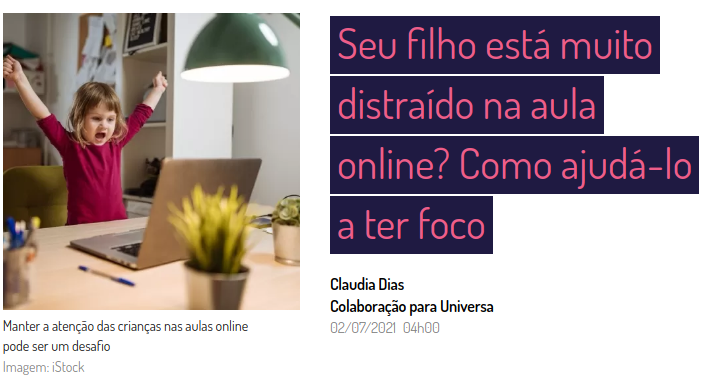 Seu filho está muito
distraído na aula
online? Como ajudá-lo
a ter foco
Claudia Dias
Colaboração para Universa
02/07/2021 04h00
Manter a atenção das crianças nas aulas online
pode ser um desafio
Imagem: iStock